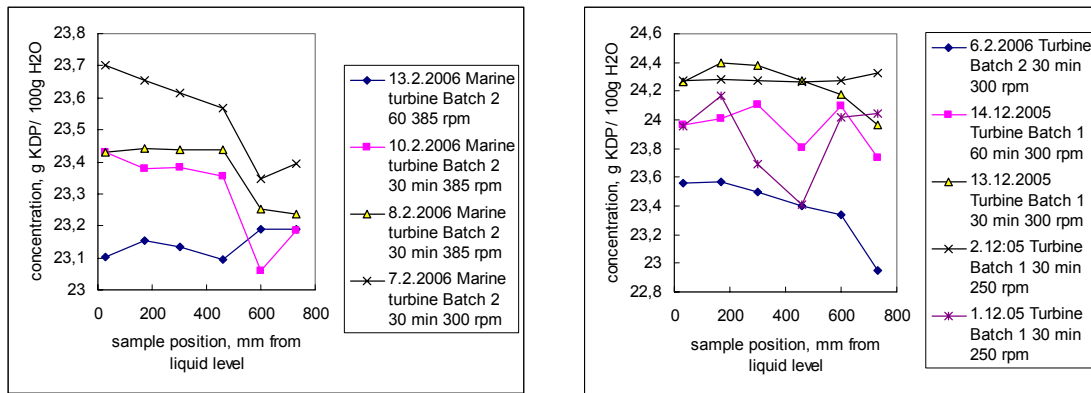 concentration, g KDP/ 100g H2O
23,8
23,7
23,6
23,5
23,4
23,3
23,2
23,1
23
0 200 400 600 800
sample position, mm from
liquid level
13.2.2006 Marine
turbine Batch 2
60 385 rpm
10.2.2006 Marine
turbine Batch 2
30 min 385 rpm
8.2.2006 Marine
turbine Batch 2
30 min 385 rpm
7.2.2006 Marine
turbine Batch 2
30 min 300 rpm
concentration, g KDP/ 100g H2O
24,6
24,4
24,2
24
23,8
23,6
23,4
23,2
23
22,8
0 200 400 600 800
sample position, mm from
liquid level
6.2.2006 Turbine
Batch 2 30 min
300 rpm
14.12.2005
Turbine Batch 1
60 min 300 rpm
13.12.2005
Turbine Batch 1
30 min 300 rpm
2.12:05 Turbine
Batch 1 30 min
250 rpm
1.12.05 Turbine
Batch 1 30 min
250 rpm